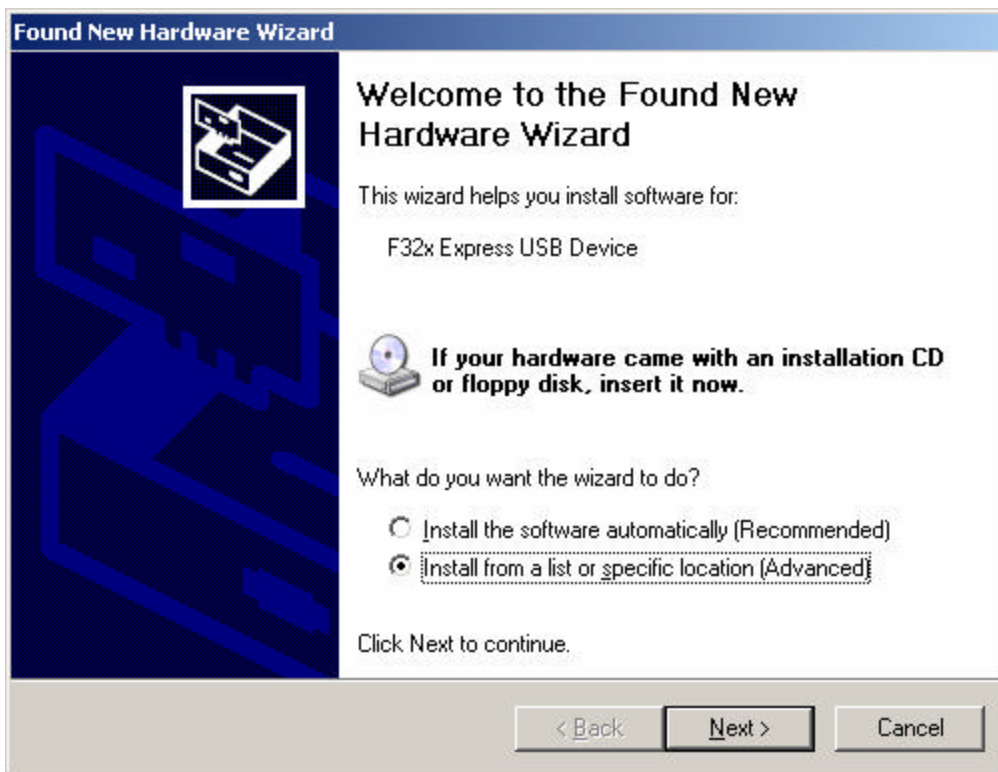 Found New Hardware Wizard
Welcome to the Found New
Hardware Wizard
This wizard helps you install software for:
F32x Express USB Device
If your hardware came with an installation CD
or floppy disk, insert it now.
What do you want the wizard to do?
Install the software automatically (Recommended)
Install from a list or specific location (Advanced)
Click Next to continue.
< Back
Next >
Cancel